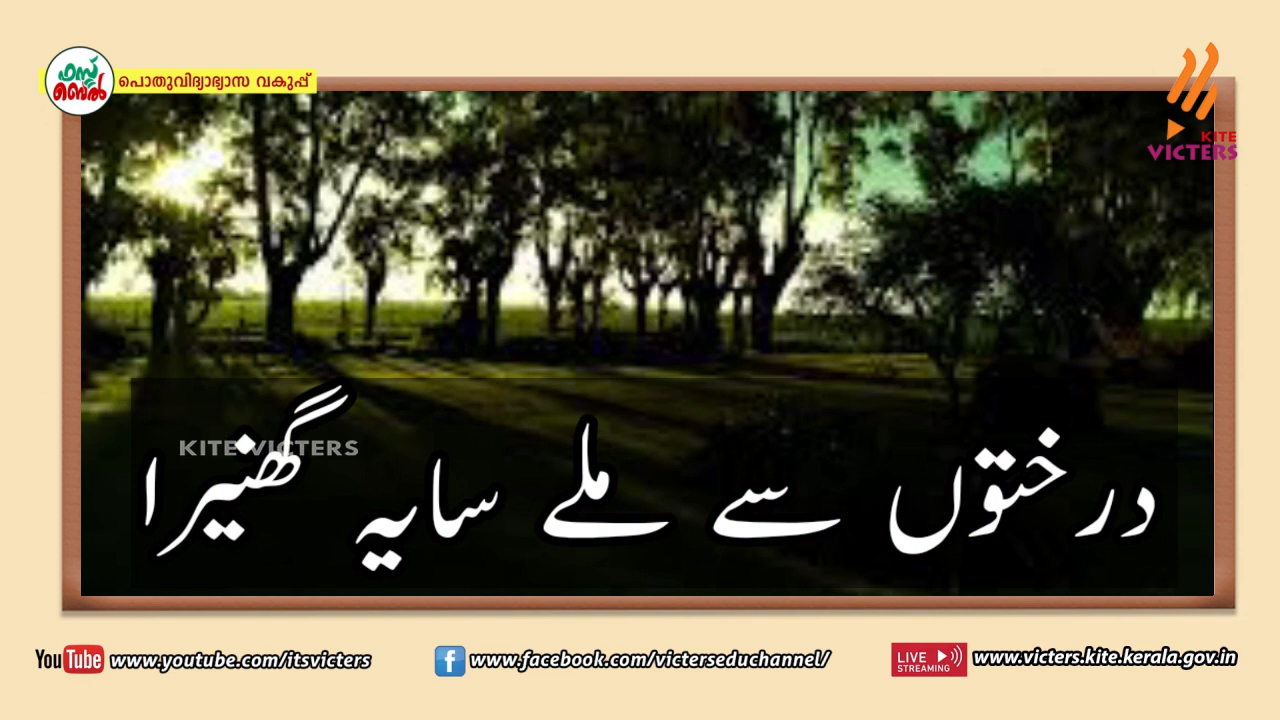 ഫസ്റ്റ് ബെൽ
പൊതുവിദ്യാഭ്യാസ വകുപ്പ്
KITE
VICTERS
KITE VICTERS
درختوں سے ملے سایہ گھنیرا
YouTube www.youtube.com/itsvicters
f www.facebook.com/victerseduchannel/
LIVE STREAMING www.victers.kite.kerala.gov.in